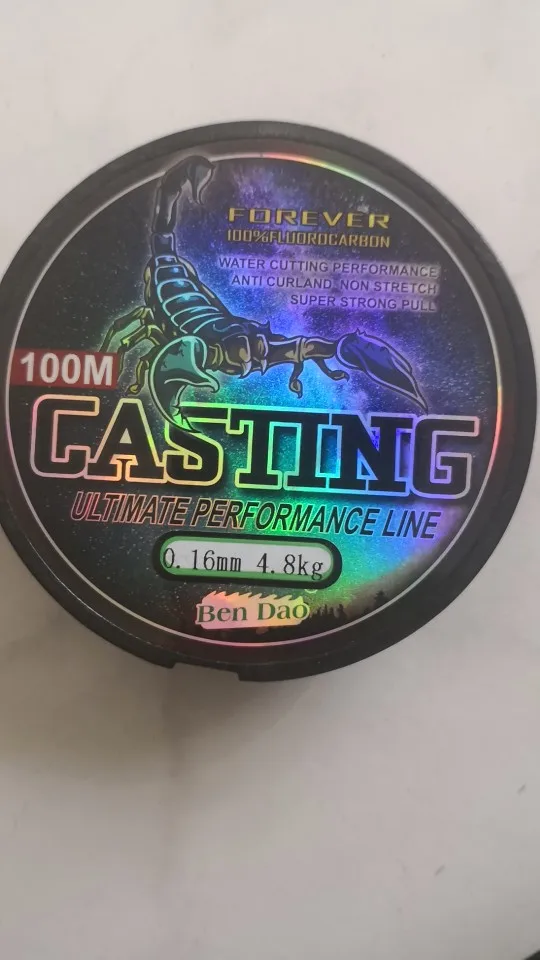 FOREVER
100%FLUOROCARBON
WATER CUTTING PERFORMANCE
ANTI CURLAND, NON STRETCH
SUPER STRONG PULL
100M
CASTING
ULTIMATE PERFORMANCE LINE
0.16mm 4.8kg
Ben Dao